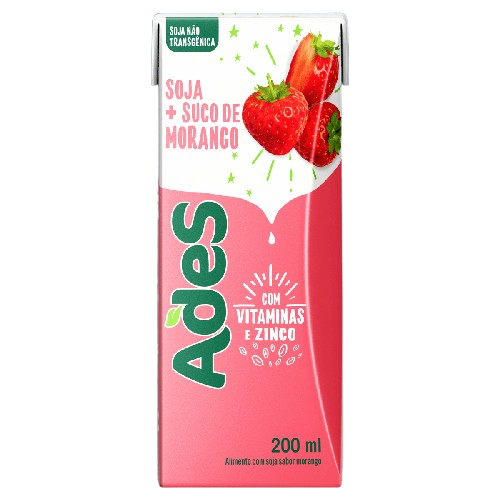 SOJA NÃO
TRANSGÊNICA
SOJA
+ SUCO DE
MORANGO
AdeS
COM
VITAMINAS
E ZINCO
200 ml
Alimento com soja sabor morango